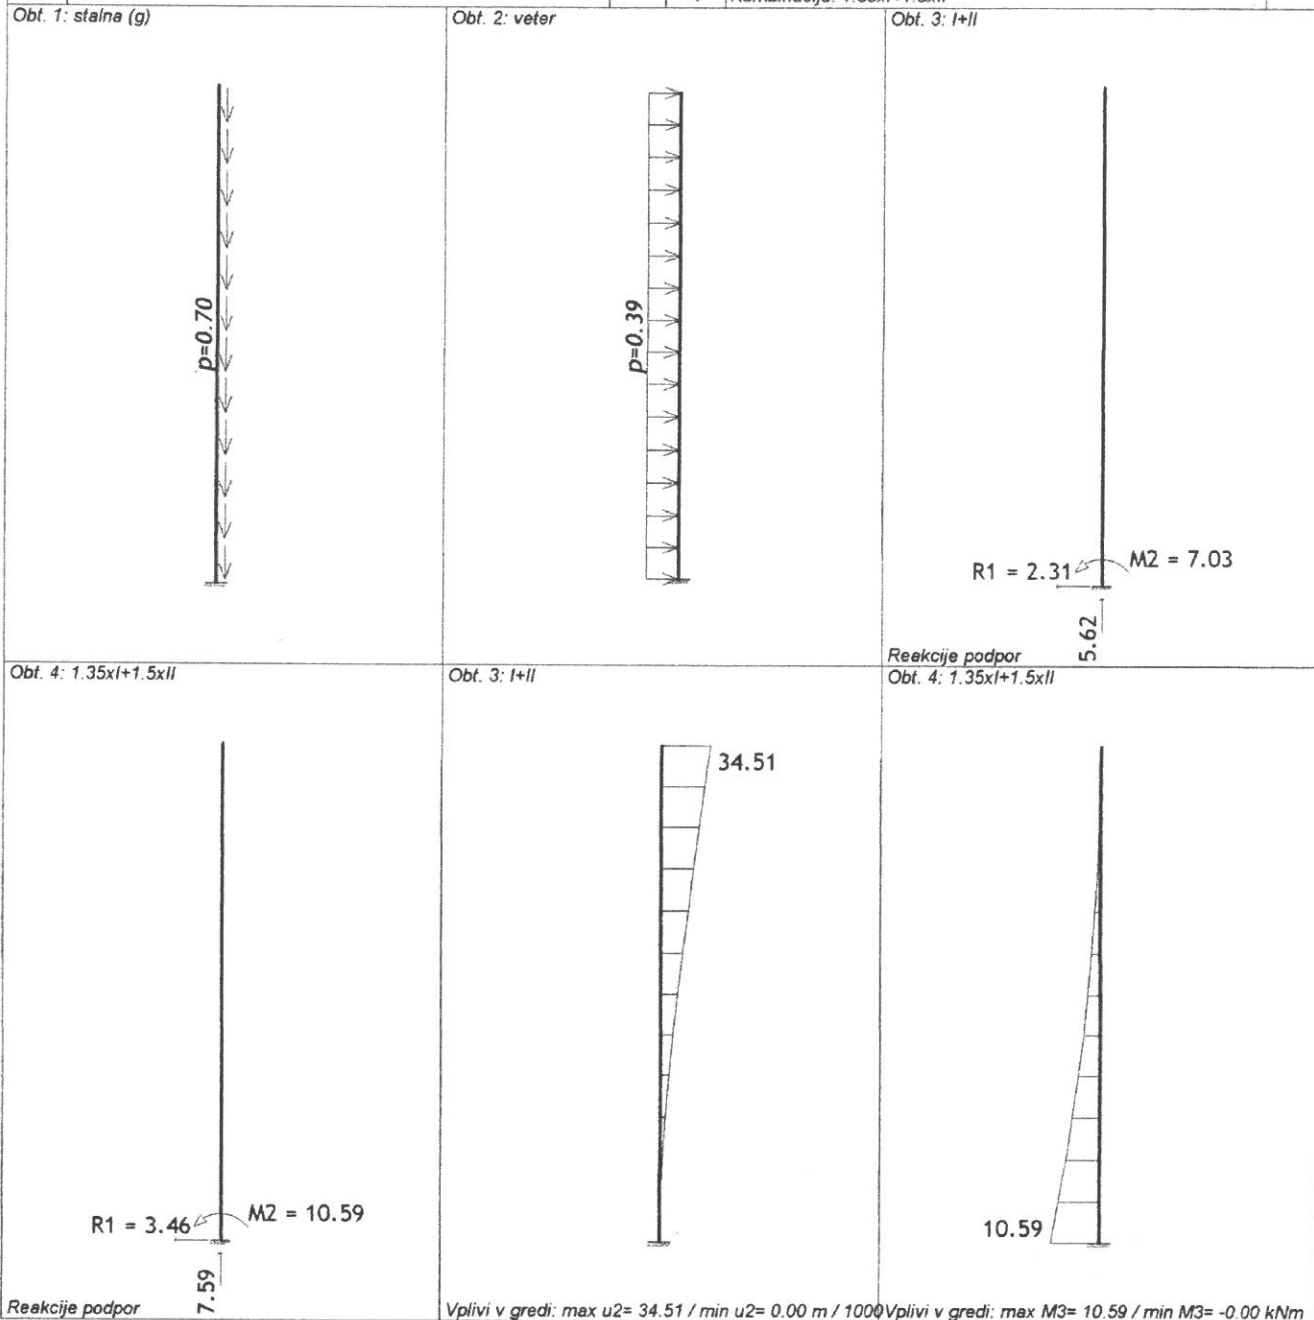 Obt. 1: stalna (g)
p=0.70
Obt. 2: veter
p=0.39
Obt. 3: I+II
R1 = 2.31
M2 = 7.03
5.62
Reakcije podpor
Obt. 4: 1.35xI+1.5xII
R1 = 3.46
M2 = 10.59
7.59
Reakcije podpor
Obt. 3: I+II
34.51
Vplivi v gredi: max u2= 34.51 / min u2= 0.00 m / 1000
Obt. 4: 1.35xI+1.5xII
10.59
Vplivi v gredi: max M3= 10.59 / min M3= -0.00 kNm